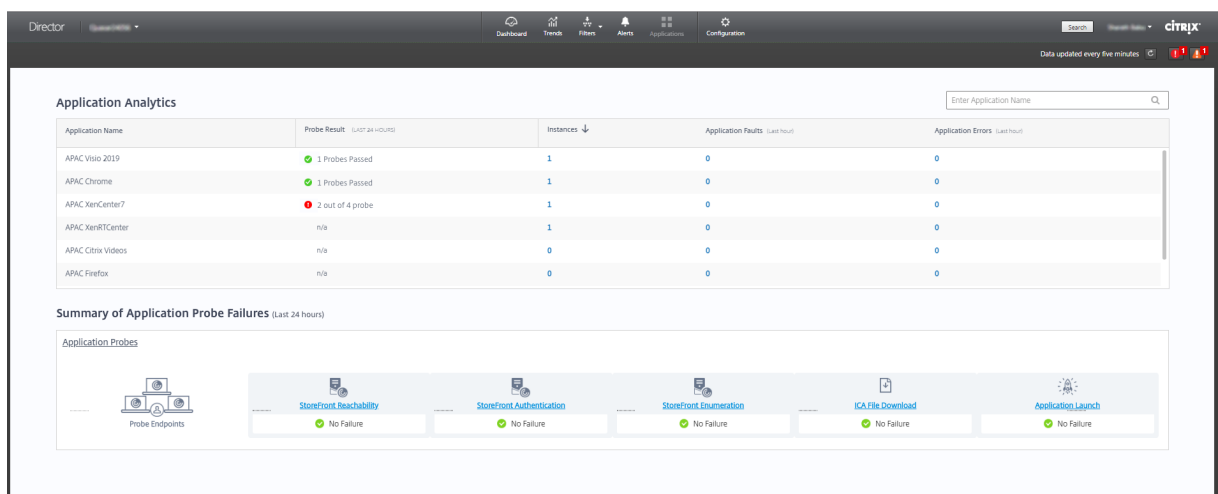 Director
Dashboard Trends Filters Alerts Applications Configuration
Search
CITRIX
Data updated every five minutes
! 1 ! 1
Application Analytics
Enter Application Name
Application Name Probe Result (LAST 24 HOURS) Instances Application Faults (Last hour) Application Errors (Last hour)
APAC Visio 2019 1 Probes Passed 1 0 0
APAC Chrome 1 Probes Passed 1 0 0
APAC XenCenter7 2 out of 4 probe 1 0 0
APAC XenRTCenter n/a 1 0 0
APAC Citrix Videos n/a 0 0 0
APAC Firefox n/a 0 0 0
Summary of Application Probe Failures (Last 24 hours)
Application Probes
StoreFront Reachability StoreFront Authentication StoreFront Enumeration ICA File Download Application Launch
Probe Endpoints No Failure No Failure No Failure No Failure No Failure